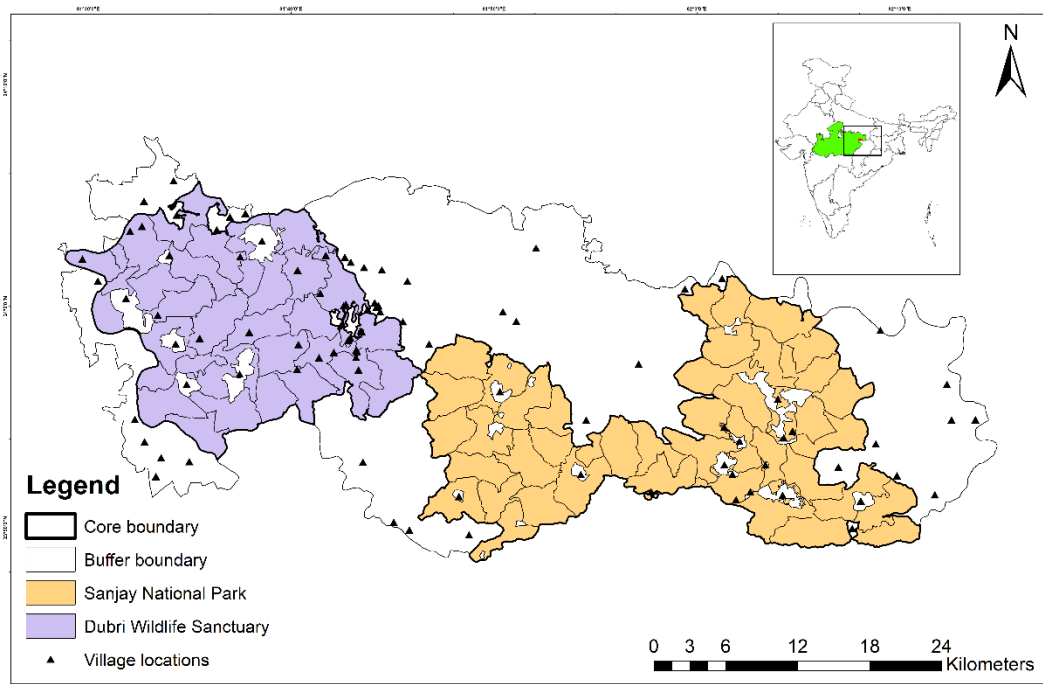 N
Legend
Core boundary
Buffer boundary
Sanjay National Park
Dubri Wildlife Sanctuary
Village locations
0 3 6 12 18 24
Kilometers